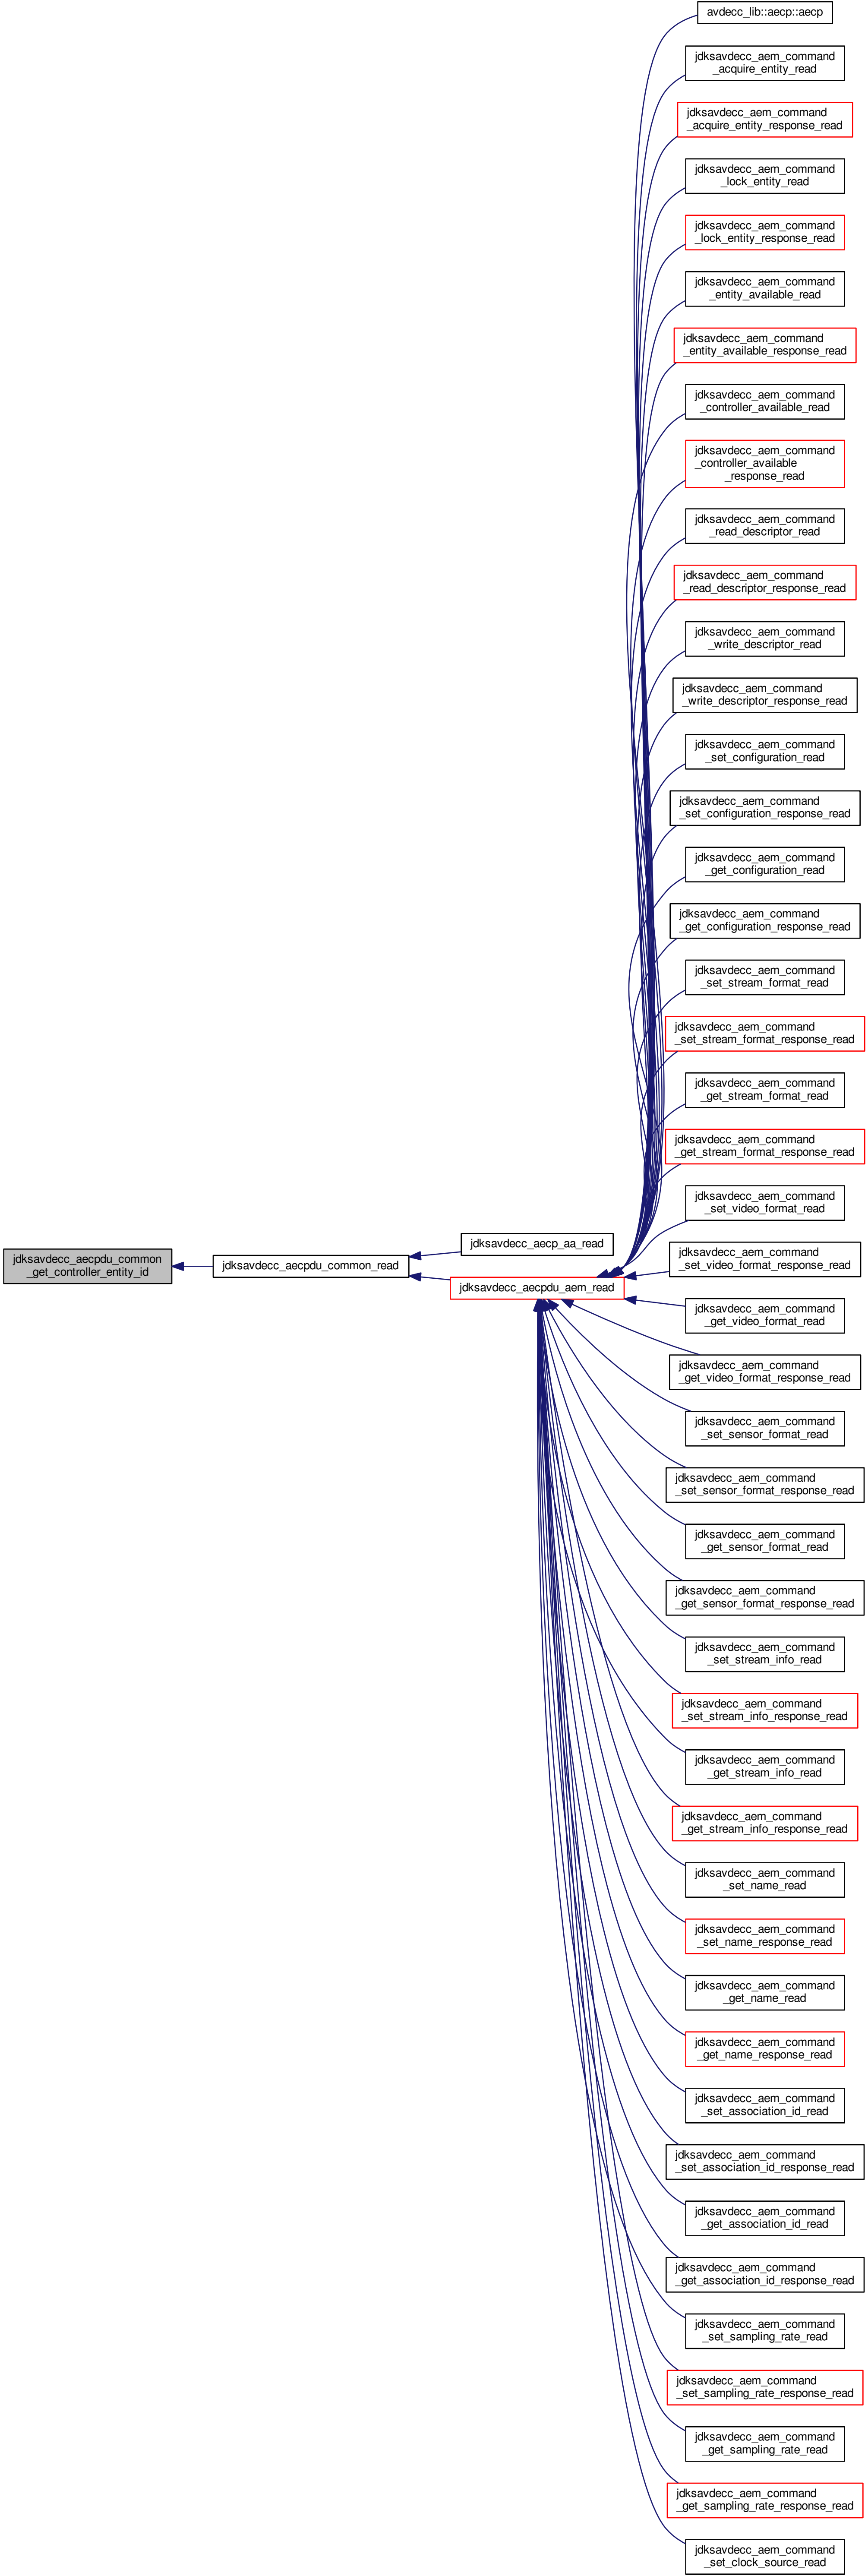 avdecc_lib::aecp::aecp
jdksavdecc_aem_command
_acquire_entity_read
jdksavdecc_aem_command
_acquire_entity_response_read
jdksavdecc_aem_command
_lock_entity_read
jdksavdecc_aem_command
_lock_entity_response_read
jdksavdecc_aem_command
_entity_available_read
jdksavdecc_aem_command
_entity_available_response_read
jdksavdecc_aem_command
_controller_available_read
jdksavdecc_aem_command
_controller_available
_response_read
jdksavdecc_aem_command
_read_descriptor_read
jdksavdecc_aem_command
_read_descriptor_response_read
jdksavdecc_aem_command
_write_descriptor_read
jdksavdecc_aem_command
_write_descriptor_response_read
jdksavdecc_aem_command
_set_configuration_read
jdksavdecc_aem_command
_set_configuration_response_read
jdksavdecc_aem_command
_get_configuration_read
jdksavdecc_aem_command
_get_configuration_response_read
jdksavdecc_aem_command
_set_stream_format_read
jdksavdecc_aem_command
_set_stream_format_response_read
jdksavdecc_aem_command
_get_stream_format_read
jdksavdecc_aem_command
_get_stream_format_response_read
jdksavdecc_aem_command
_set_video_format_read
jdksavdecc_aecp_aa_read
jdksavdecc_aecpdu_common
_get_controller_entity_id
jdksavdecc_aecpdu_common_read
jdksavdecc_aem_command
_set_video_format_response_read
jdksavdecc_aecpdu_aem_read
jdksavdecc_aem_command
_get_video_format_read
jdksavdecc_aem_command
_get_video_format_response_read
jdksavdecc_aem_command
_set_sensor_format_read
jdksavdecc_aem_command
_set_sensor_format_response_read
jdksavdecc_aem_command
_get_sensor_format_read
jdksavdecc_aem_command
_get_sensor_format_response_read
jdksavdecc_aem_command
_set_stream_info_read
jdksavdecc_aem_command
_set_stream_info_response_read
jdksavdecc_aem_command
_get_stream_info_read
jdksavdecc_aem_command
_get_stream_info_response_read
jdksavdecc_aem_command
_set_name_read
jdksavdecc_aem_command
_set_name_response_read
jdksavdecc_aem_command
_get_name_read
jdksavdecc_aem_command
_get_name_response_read
jdksavdecc_aem_command
_set_association_id_read
jdksavdecc_aem_command
_set_association_id_response_read
jdksavdecc_aem_command
_get_association_id_read
jdksavdecc_aem_command
_get_association_id_response_read
jdksavdecc_aem_command
_set_sampling_rate_read
jdksavdecc_aem_command
_set_sampling_rate_response_read
jdksavdecc_aem_command
_get_sampling_rate_read
jdksavdecc_aem_command
_get_sampling_rate_response_read
jdksavdecc_aem_command
_set_clock_source_read